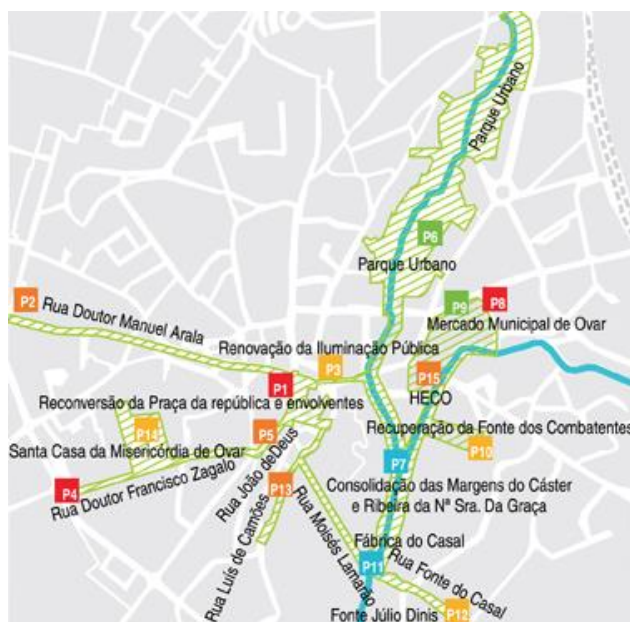 Parque Urbano
P6
Parque Urbano
P2
Rua Doutor Manuel Arala
P9
P8
Mercado Municipal de Ovar
Renovação da Iluminação Pública
P3
P1
P15
HECO
Reconversão da Praça da república e envolventes
P14
P5
Recuperação da Fonte dos Combatentes
P10
Santa Casa da Misericórdia de Ovar
P4
Rua Doutor Francisco Zagalo
Rua João de Deus
P7
P13
Consolidação das Margens do Cáster
e Ribeira da Nª Sra. Da Graça
Rua Luís de Camões
Rua Moisés Lamarão
Fábrica do Casal
P11
Rua Fonte do Casal
P12
Fonte Júlio Dinis